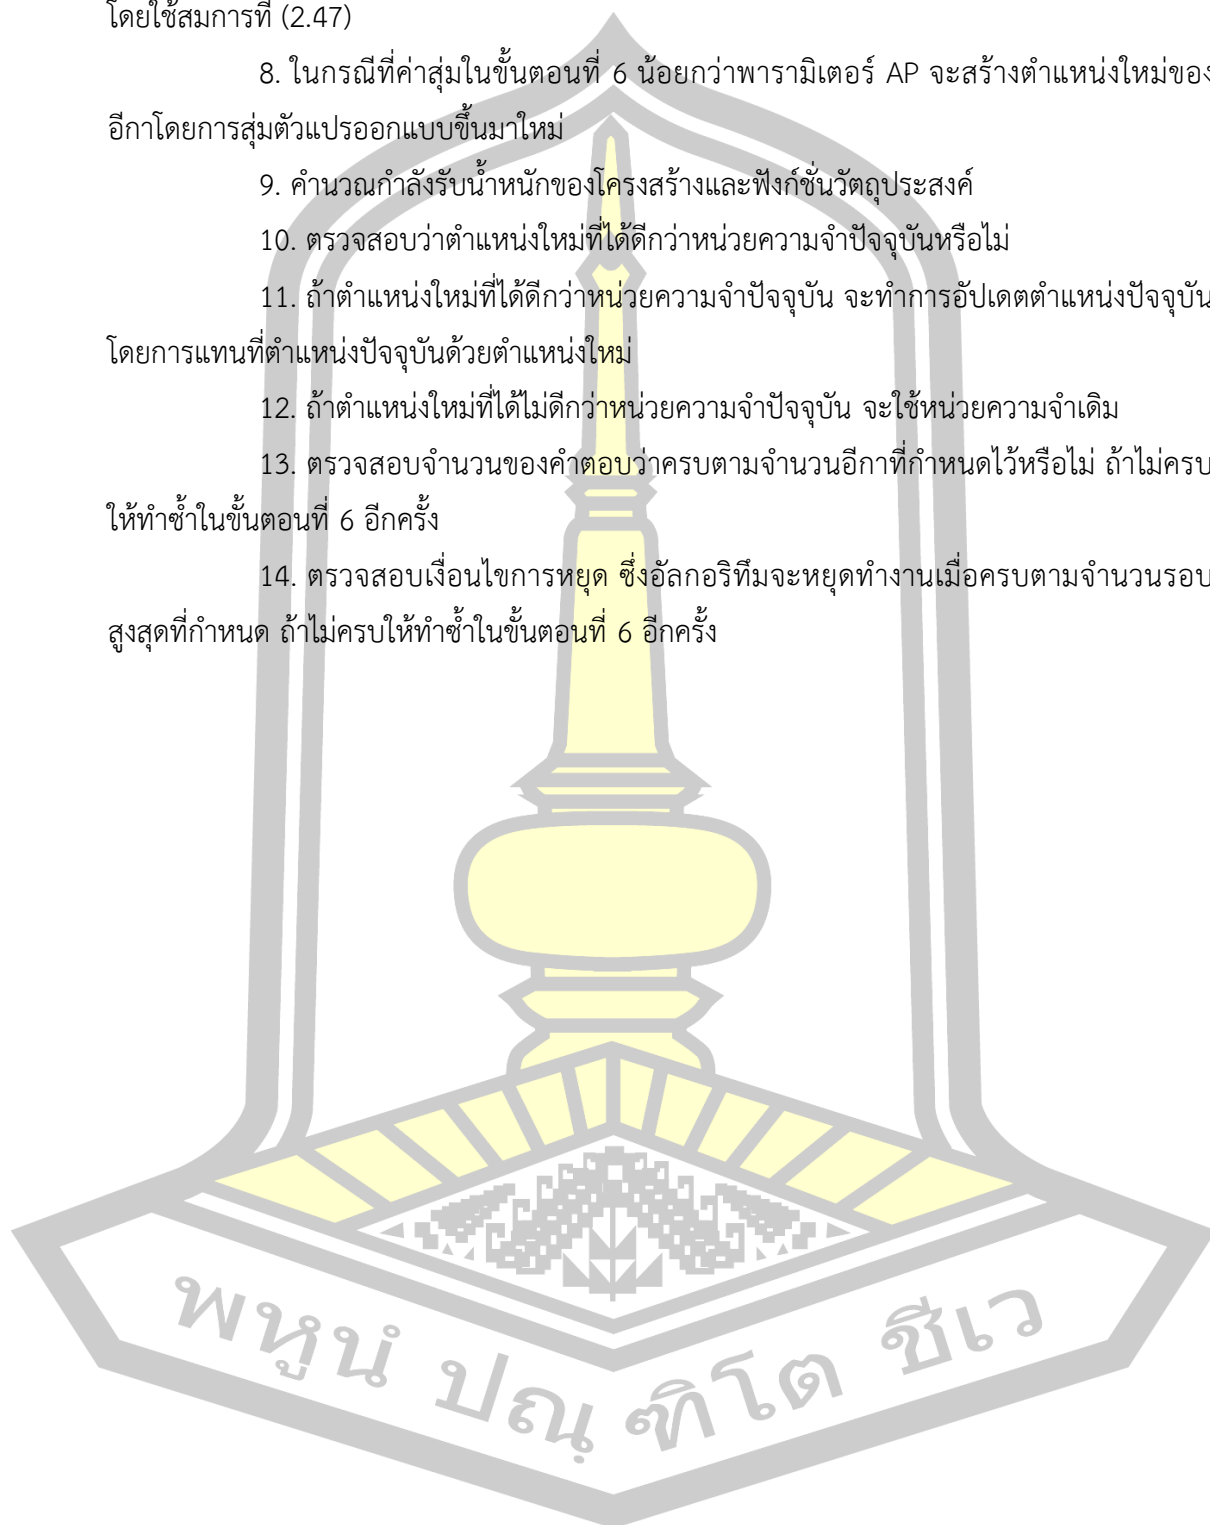 โดยใช้สมการที่ (2.47)
8. ในกรณีที่ค่าสุ่มในขั้นตอนที่ 6 น้อยกว่าพารามิเตอร์ AP จะสร้างตำแหน่งใหม่ของ
อีกาโดยการสุ่มตัวแปรออกแบบขึ้นมาใหม่
9. คำนวณกำลังรับน้ำหนักของโครงสร้างและฟังก์ชั่นวัตถุประสงค์
10. ตรวจสอบว่าตำแหน่งใหม่ที่ได้ดีกว่าหน่วยความจำปัจจุบันหรือไม่
11. ถ้าตำแหน่งใหม่ที่ได้ดีกว่าหน่วยความจำปัจจุบัน จะทำการอัปเดตตำแหน่งปัจจุบัน
โดยการแทนที่ตำแหน่งปัจจุบันด้วยตำแหน่งใหม่
12. ถ้าตำแหน่งใหม่ที่ได้ไม่ดีกว่าหน่วยความจำปัจจุบัน จะใช้หน่วยความจำเดิม
13. ตรวจสอบจำนวนของคำตอบว่าครบตามจำนวนอีกาที่กำหนดไว้หรือไม่ ถ้าไม่ครบ
ให้ทำซ้ำในขั้นตอนที่ 6 อีกครั้ง
14. ตรวจสอบเงื่อนไขการหยุด ซึ่งอัลกอริทึมจะหยุดทำงานเมื่อครบตามจำนวนรอบ
สูงสุดที่กำหนด ถ้าไม่ครบให้ทำซ้ำในขั้นตอนที่ 6 อีกครั้ง
พหูนํ ปณฺ ฑิโต ชีเว